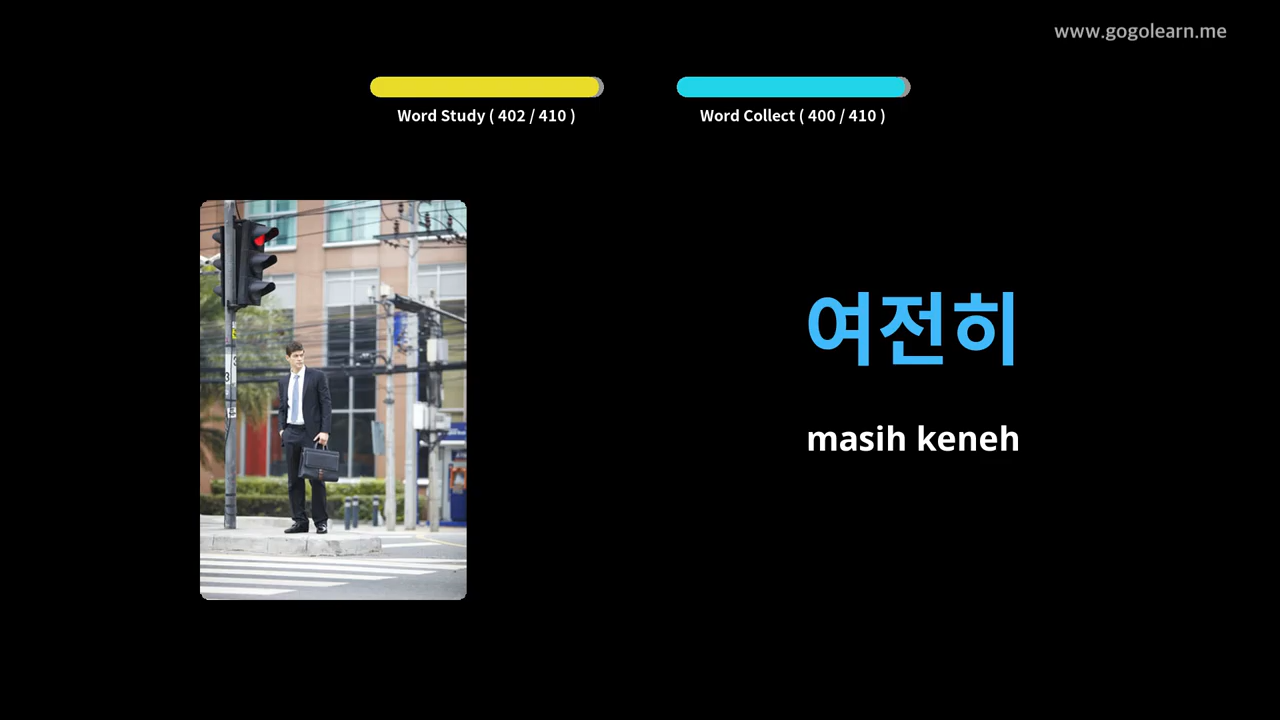 www.gogolearn.me
Word Study ( 402 / 410 )
Word Collect ( 400 / 410 )
여전히
masih keneh